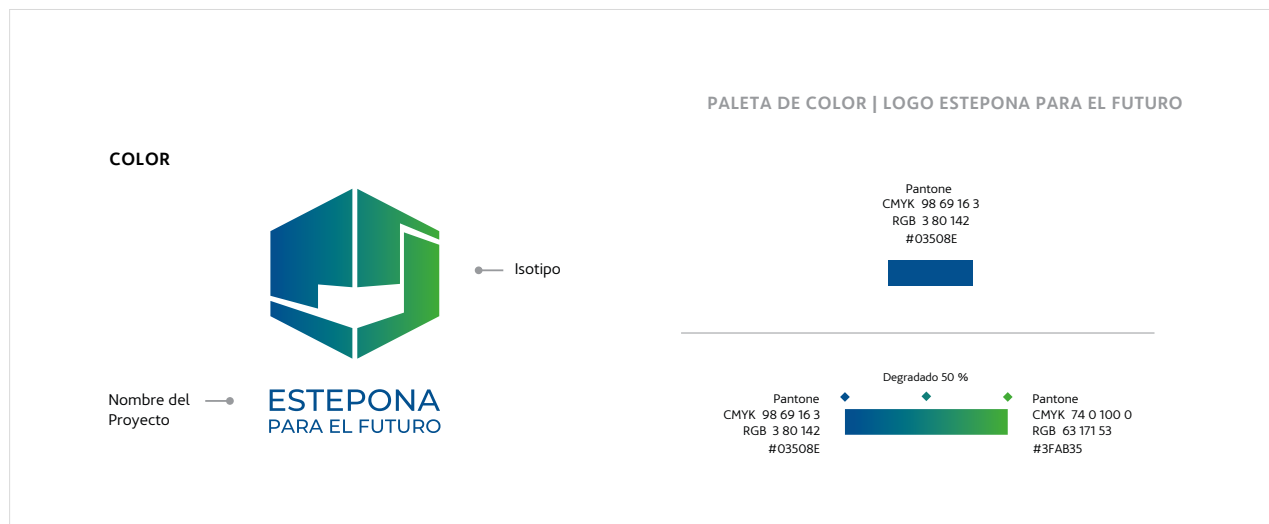 PALETA DE COLOR | LOGO ESTEPONA PARA EL FUTURO
COLOR
Isotipo
ESTEPONA
PARA EL FUTURO
Nombre del
Proyecto
Pantone
CMYK 98 69 16 3
RGB 3 80 142
#03508E
Degradado 50 %
Pantone
CMYK 98 69 16 3
RGB 3 80 142
#03508E
Pantone
CMYK 74 0 100 0
RGB 63 171 53
#3FAB35